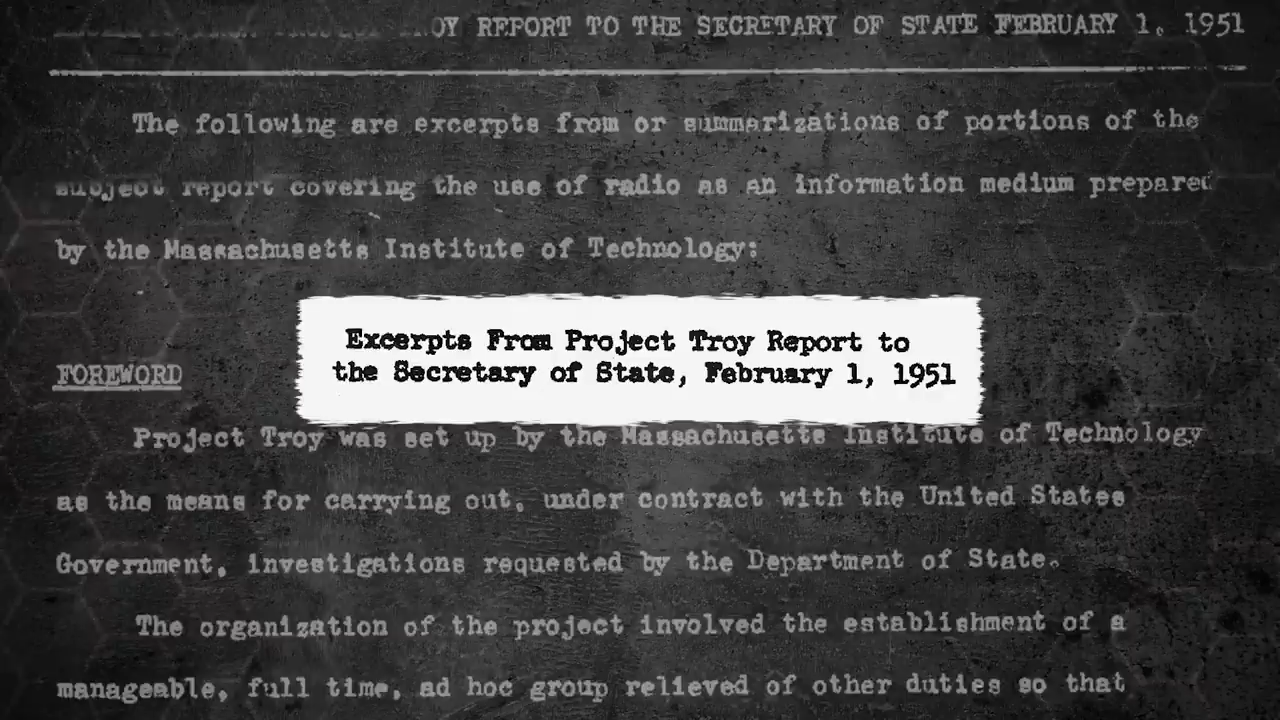 OY REPORT TO THE SECRETARY OF STATE FEBRUARY 1, 1951
The following are excerpts from or summarizations of portions of the
subject report covering the use of radio as an information medium prepared
by the Massachusetts Institute of Technology:
Excerpts From Project Troy Report to
the Secretary of State, February 1, 1951
FOREWORD
Project Troy was set up by the Massachusetts Institute of Technology
as the means for carrying out, under contract with the United States
Government, investigations requested by the Department of State.
The organization of the project involved the establishment of a
manageable, full time, ad hoc group relieved of other duties so that